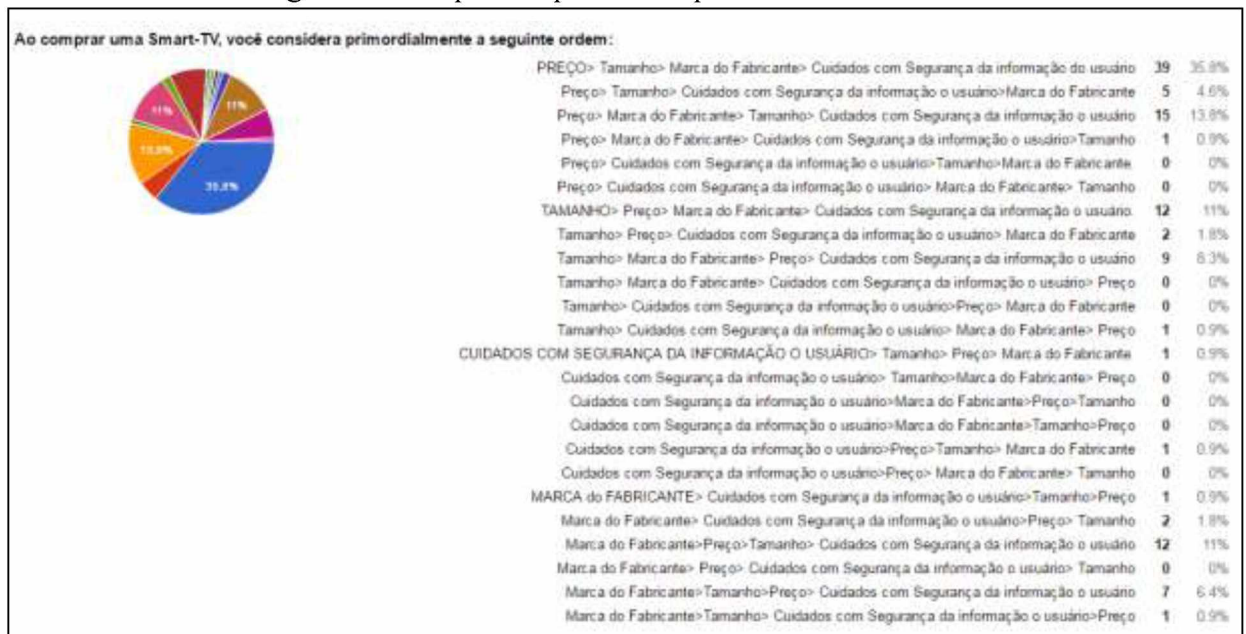 Ao comprar uma Smart-TV, você considera primordialmente a seguinte ordem:
PREÇO> Tamanho> Marca do Fabricante> Cuidados com Segurança da informação do usuário 39 35.8%
Preço> Tamanho> Cuidados com Segurança da informação o usuário>Marca do Fabricante 5 4.6%
Preço> Marca do Fabricante> Tamanho> Cuidados com Segurança da informação o usuário 15 13.8%
Preço> Marca do Fabricante> Cuidados com Segurança da informação o usuário>Tamanho 1 0.9%
Preço> Cuidados com Segurança da informação o usuário>Tamanho>Marca do Fabricante 0 0%
Preço> Cuidados com Segurança da informação o usuário> Marca do Fabricante> Tamanho 0 0%
TAMANHO> Preço> Marca do Fabricante> Cuidados com Segurança da informação o usuário 12 11%
Tamanho> Preço> Cuidados com Segurança da informação o usuário> Marca do Fabricante 2 1.8%
Tamanho> Marca do Fabricante> Preço> Cuidados com Segurança da informação o usuário 9 8.3%
Tamanho> Marca do Fabricante> Cuidados com Segurança da informação o usuário> Preço 0 0%
Tamanho> Cuidados com Segurança da informação o usuário>Preço> Marca do Fabricante 0 0%
Tamanho> Cuidados com Segurança da informação o usuário> Marca do Fabricante> Preço 1 0.9%
CUIDADOS COM SEGURANÇA DA INFORMAÇÃO O USUÁRIO> Tamanho> Preço> Marca do Fabricante 1 0.9%
Cuidados com Segurança da informação o usuário> Tamanho>Marca do Fabricante> Preço 0 0%
Cuidados com Segurança da informação o usuário>Marca do Fabricante>Preço>Tamanho 0 0%
Cuidados com Segurança da informação o usuário>Marca do Fabricante>Tamanho>Preço 0 0%
Cuidados com Segurança da informação o usuário>Preço>Tamanho> Marca do Fabricante 1 0.9%
Cuidados com Segurança da informação o usuário>Preço> Marca do Fabricante> Tamanho 0 0%
MARCA do FABRICANTE> Cuidados com Segurança da informação o usuário>Tamanho>Preço 1 0.9%
Marca do Fabricante> Cuidados com Segurança da informação o usuário>Preço> Tamanho 2 1.8%
Marca do Fabricante>Preço>Tamanho> Cuidados com Segurança da informação o usuário 12 11%
Marca do Fabricante> Preço> Cuidados com Segurança da informação o usuário> Tamanho 0 0%
Marca do Fabricante>Tamanho>Preço> Cuidados com Segurança da informação o usuário 7 6.4%
Marca do Fabricante>Tamanho> Cuidados com Segurança da informação o usuário>Preço 1 0.9%
11%
11%
13.8%
35.8%